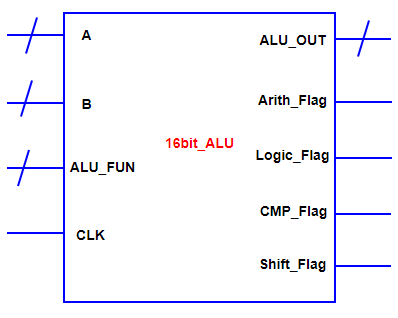 A
B
ALU_FUN
CLK
16bit_ALU
ALU_OUT
Arith_Flag
Logic_Flag
CMP_Flag
Shift_Flag